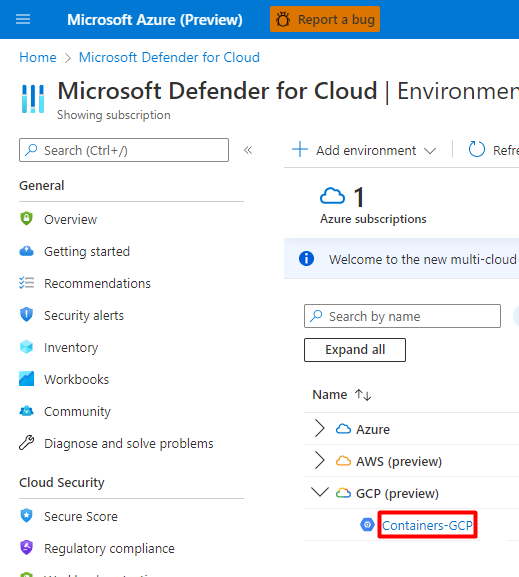 Microsoft Azure (Preview)
Report a bug
Home > Microsoft Defender for Cloud
Microsoft Defender for Cloud | Environmen
Showing subscription
Search (Ctrl+/)
«
General
Overview
Getting started
Recommendations
Security alerts
Inventory
Workbooks
Community
Diagnose and solve problems
Cloud Security
Secure Score
Regulatory compliance
+ Add environment
Refre
1
Azure subscriptions
Welcome to the new multi-cloud
Search by name
Expand all
Name ↑↓
Azure
AWS (preview)
GCP (preview)
Containers-GCP